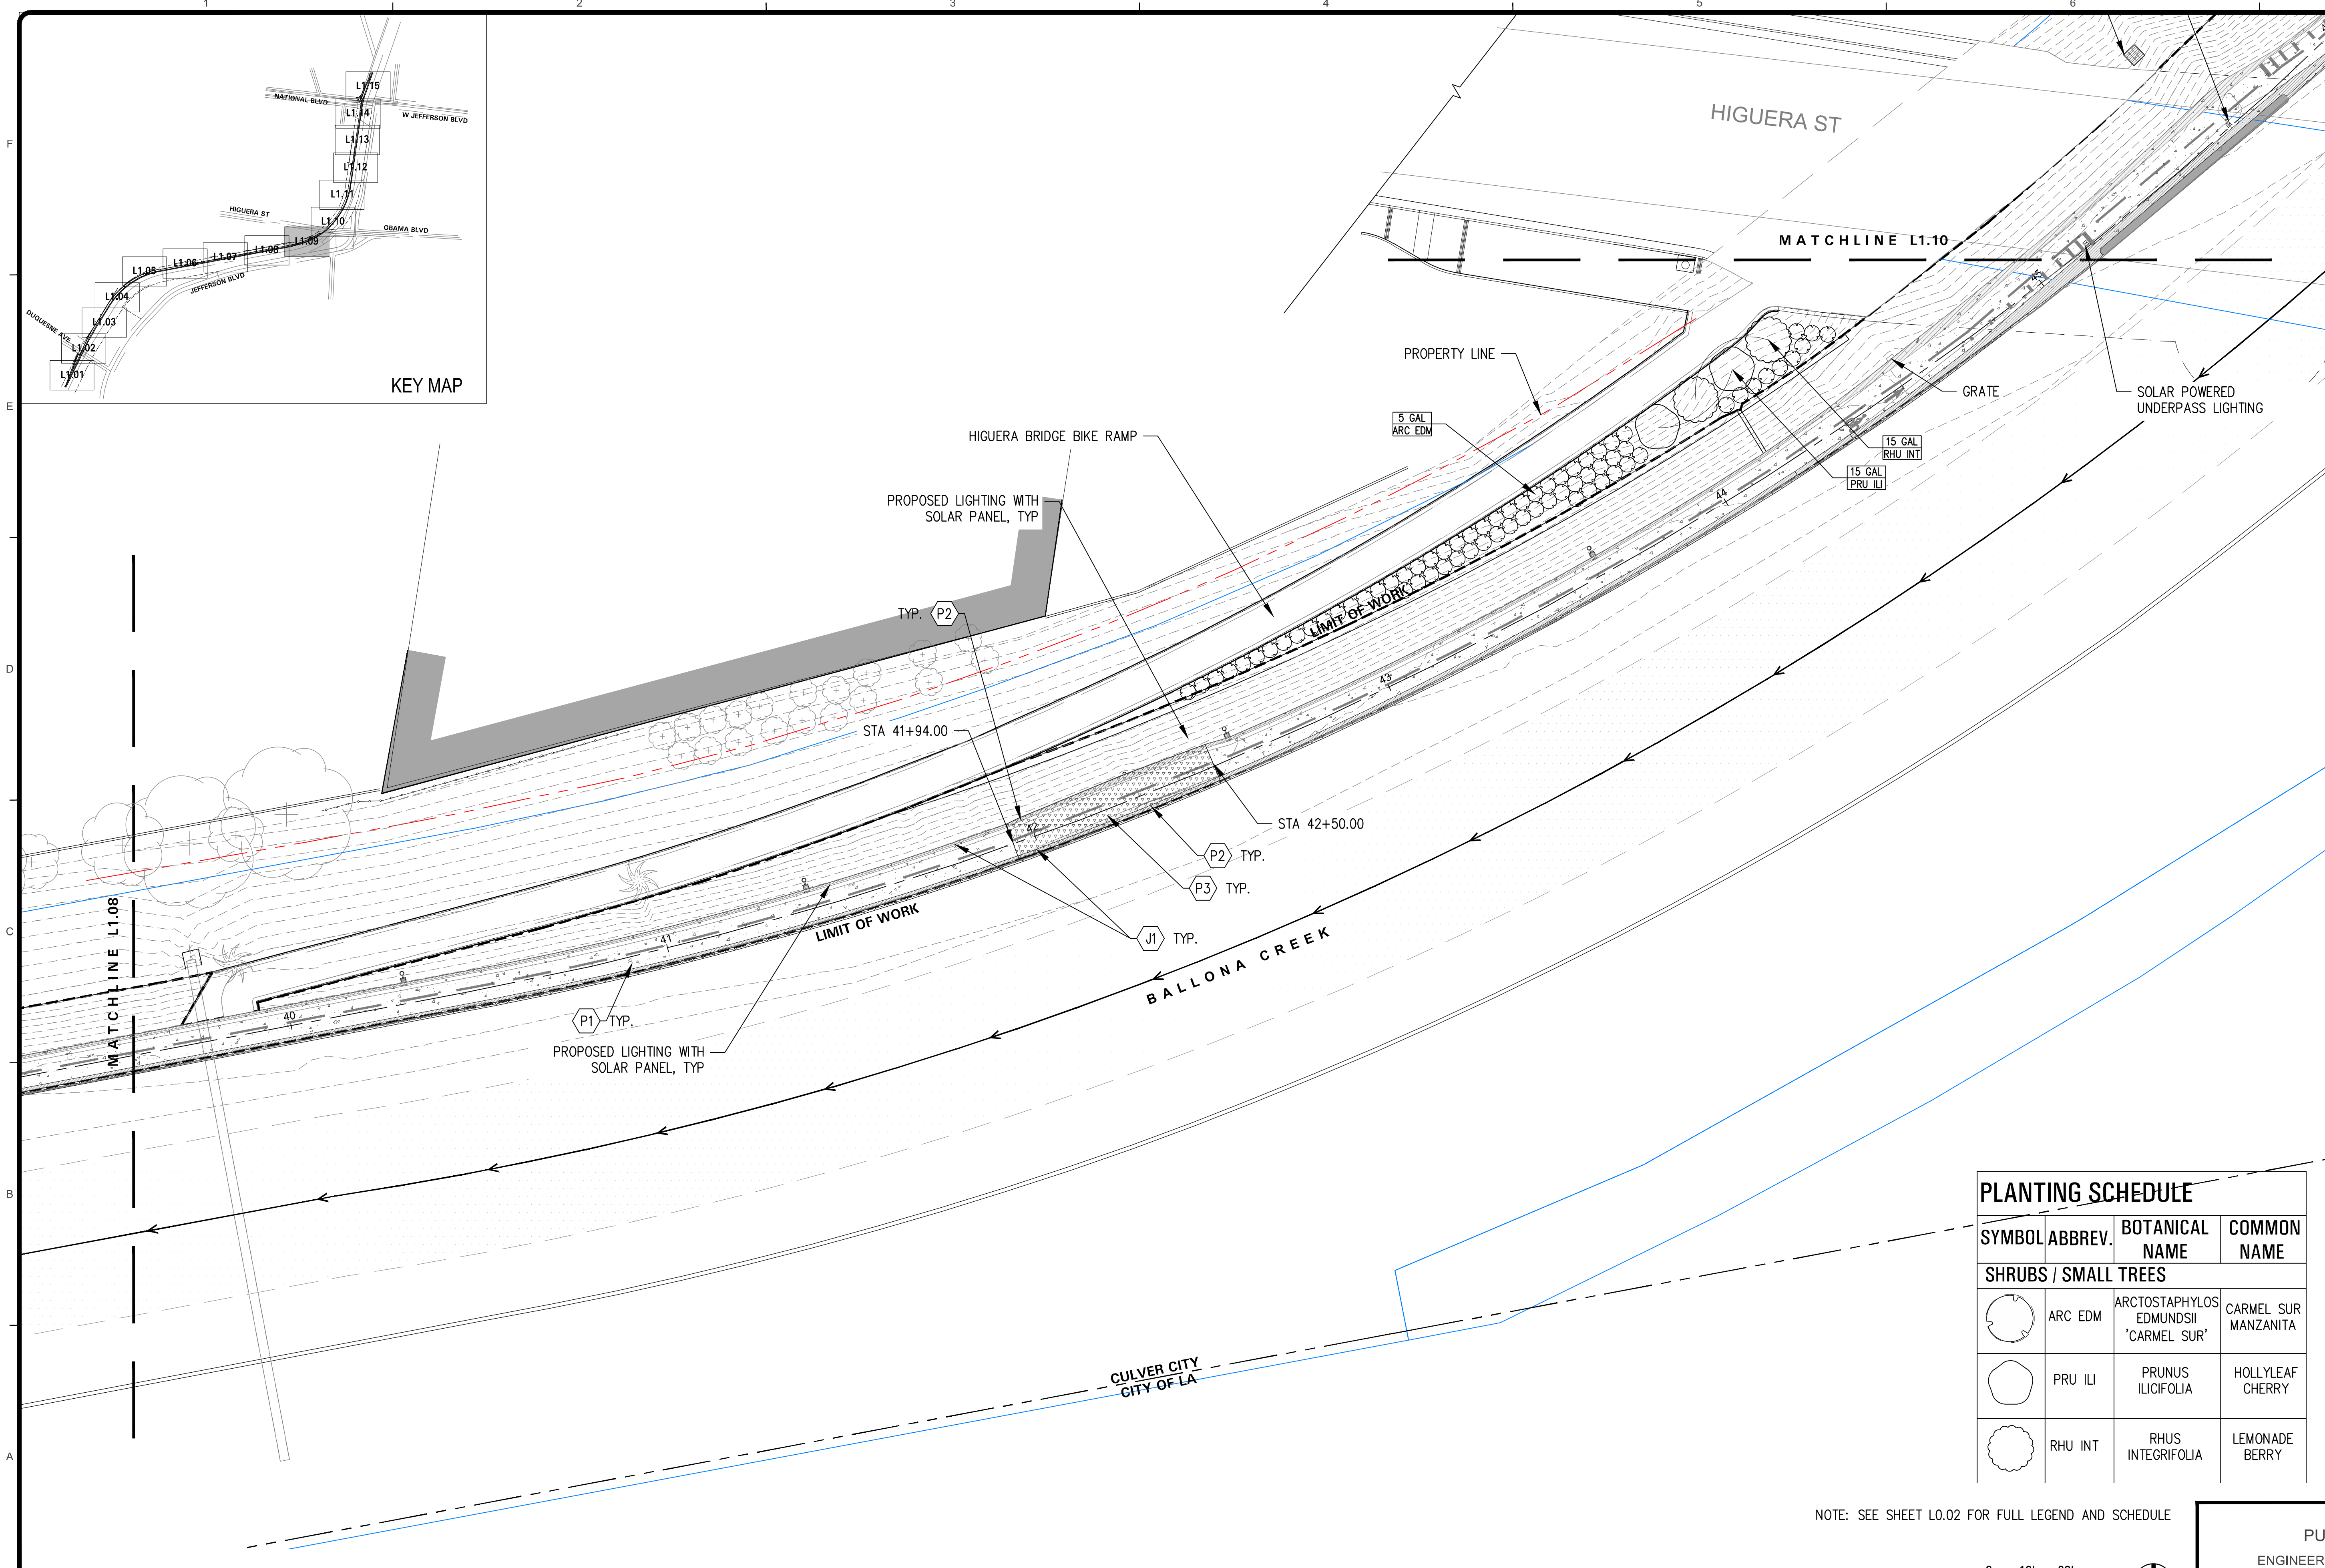 1
2
3
4
5
6
F
E
D
C
B
A
L1.15
NATIONAL BLVD
L1.14
W JEFFERSON BLVD
L1.13
L1.12
L1.11
HIGUERA ST
L1.10
OBAMA BLVD
L1.09
L1.08
L1.07
L1.06
L1.05
JEFFERSON BLVD
L1.04
DUQUESNE AVE
L1.03
L1.02
L1.01
KEY MAP
HIGUERA ST
MATCHLINE L1.10
45
PROPERTY LINE
GRATE
SOLAR POWERED
UNDERPASS LIGHTING
5 GAL
ARC EDM
15 GAL
RHU INT
15 GAL
PRU ILI
HIGUERA BRIDGE BIKE RAMP
PROPOSED LIGHTING WITH
SOLAR PANEL, TYP
44
TYP. P2
LIMIT OF WORK
43
STA 41+94.00
42
STA 42+50.00
P2 TYP.
P3 TYP.
J1 TYP.
LIMIT OF WORK
41
MATCHLINE L1.08
BALLONA CREEK
40
P1 TYP.
PROPOSED LIGHTING WITH
SOLAR PANEL, TYP
CULVER CITY
CITY OF LA
PLANTING SCHEDULE
SYMBOL ABBREV. BOTANICAL NAME COMMON NAME
SHRUBS / SMALL TREES
ARC EDM ARCTOSTAPHYLOS EDMUNDSII 'CARMEL SUR' CARMEL SUR MANZANITA
PRU ILI PRUNUS ILICIFOLIA HOLLYLEAF CHERRY
RHU INT RHUS INTEGRIFOLIA LEMONADE BERRY
NOTE: SEE SHEET L0.02 FOR FULL LEGEND AND SCHEDULE
PU
ENGINEER